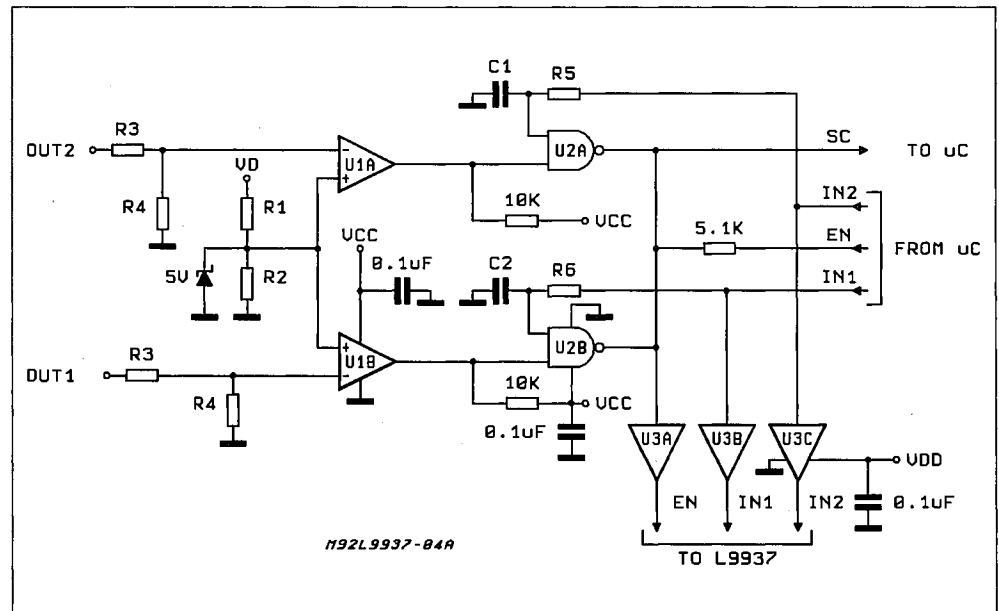 C1 R5
R3
OUT2
U1A
U2A
SC TO uC
VD
IN2
R4
R1
10K
VCC
5.1K
EN
FROM uC
VCC
0.1uF
C2 R6
IN1
5V
R2
U1B
U2B
R3
OUT1
10K
R4
VCC
0.1uF
U3A U3B U3C
VDD
EN IN1 IN2 0.1uF
TO L9937
M92L9937-04A